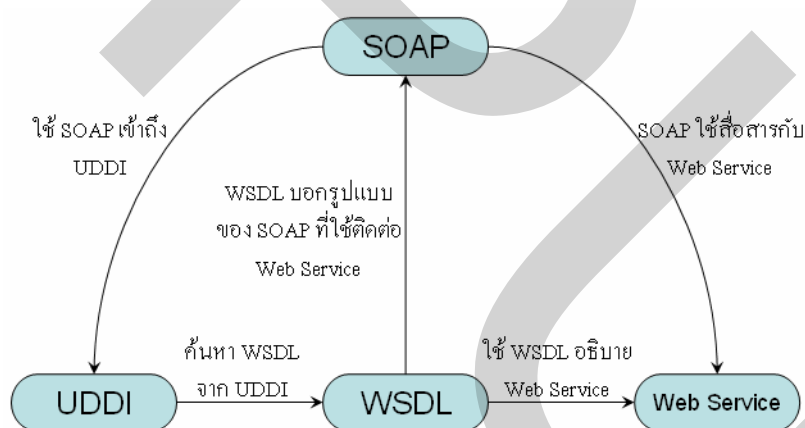 SOAP
ใช้ SOAP เข้าถึง
UDDI
SOAP ใช้สื่อสารกับ
Web Service
WSDL บอกรูปแบบ
ของ SOAP ที่ใช้ติดต่อ
Web Service
ค้นหา WSDL
จาก UDDI
ใช้ WSDL อธิบาย
Web Service
UDDI
WSDL
Web Service